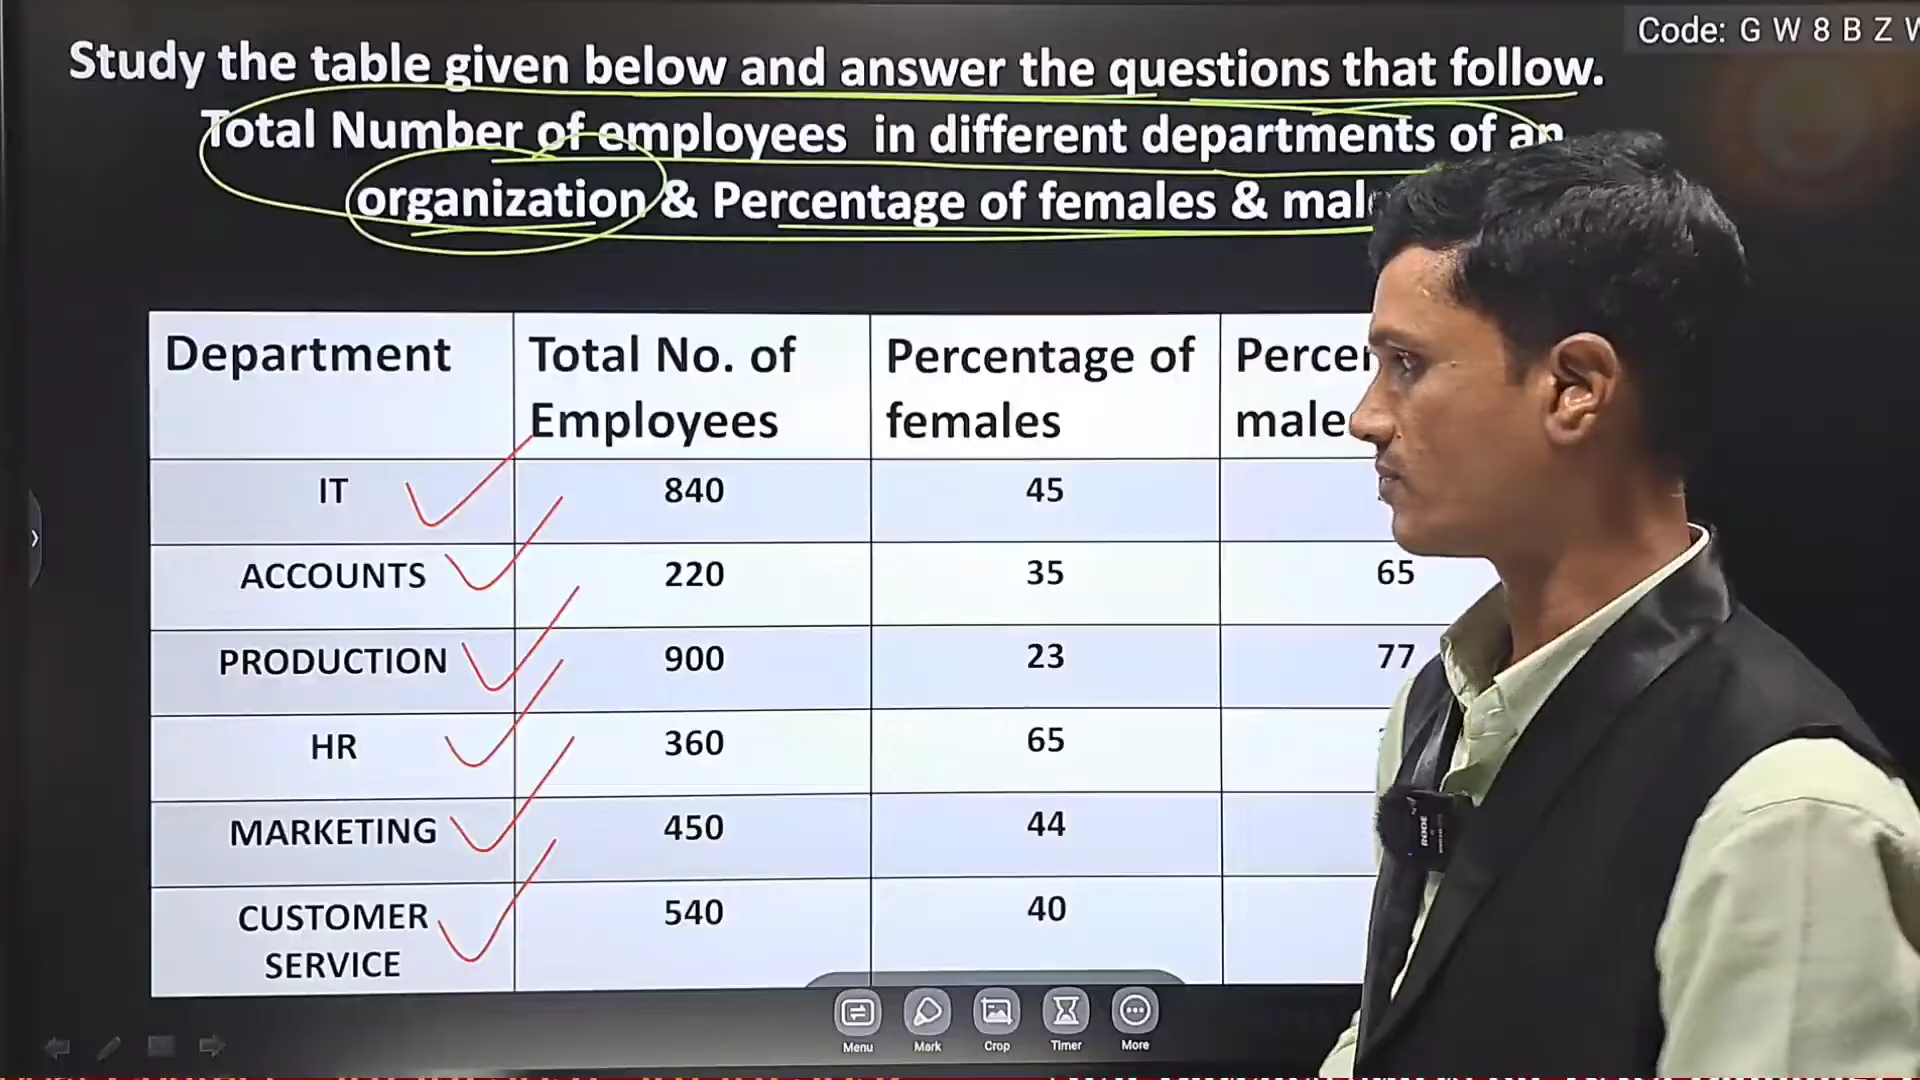 Code: G W 8 B Z
Study the table given below and answer the questions that follow.
Total Number of employees in different departments of an
organization & Percentage of females &
Department Total No. of Percentage of
Employees females
IT 840 45
ACCOUNTS 220 35 65
PRODUCTION 900 23 77
HR 360 65
MARKETING 450 44
CUSTOMER 540 40
SERVICE
RODE
Menu Mark Crop Timer More